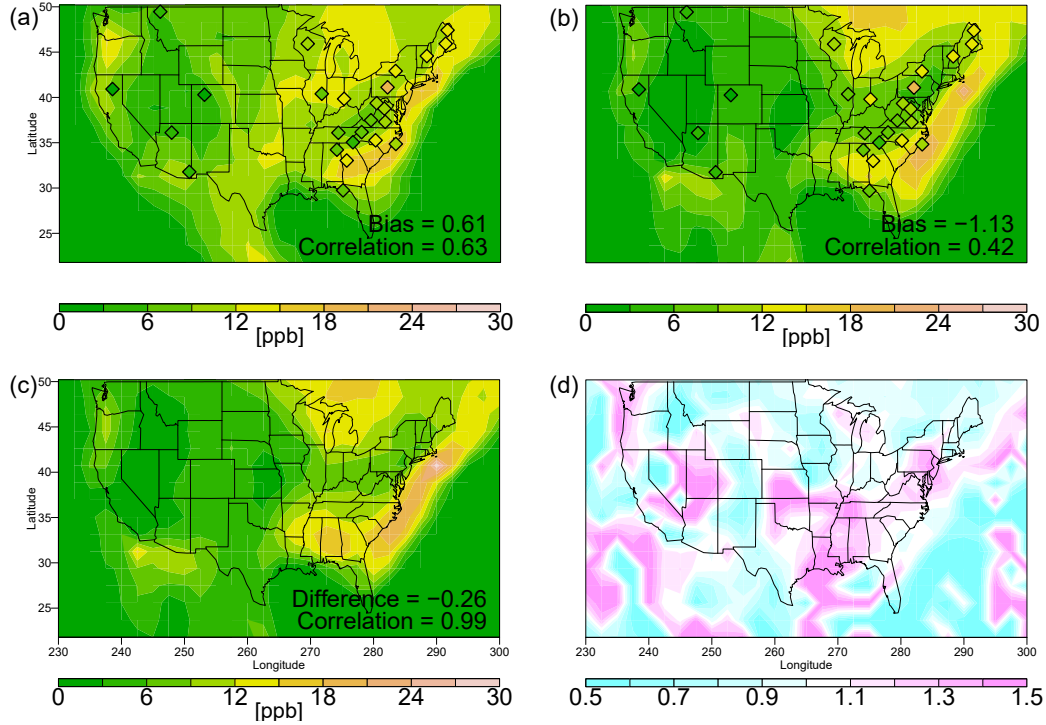 (a)
(b)
50
45
40
35
30
25
Latitude
Bias = 0.61
Correlation = 0.63
Bias = −1.13
Correlation = 0.42
0 6 12 18 24 30
[ppb]
0 6 12 18 24 30
[ppb]
(c)
(d)
50
45
40
35
30
25
Latitude
Difference = −0.26
Correlation = 0.99
230 240 250 260 270 280 290 300
Longitude
230 240 250 260 270 280 290 300
Longitude
0 6 12 18 24 30
[ppb]
0.5 0.7 0.9 1.1 1.3 1.5